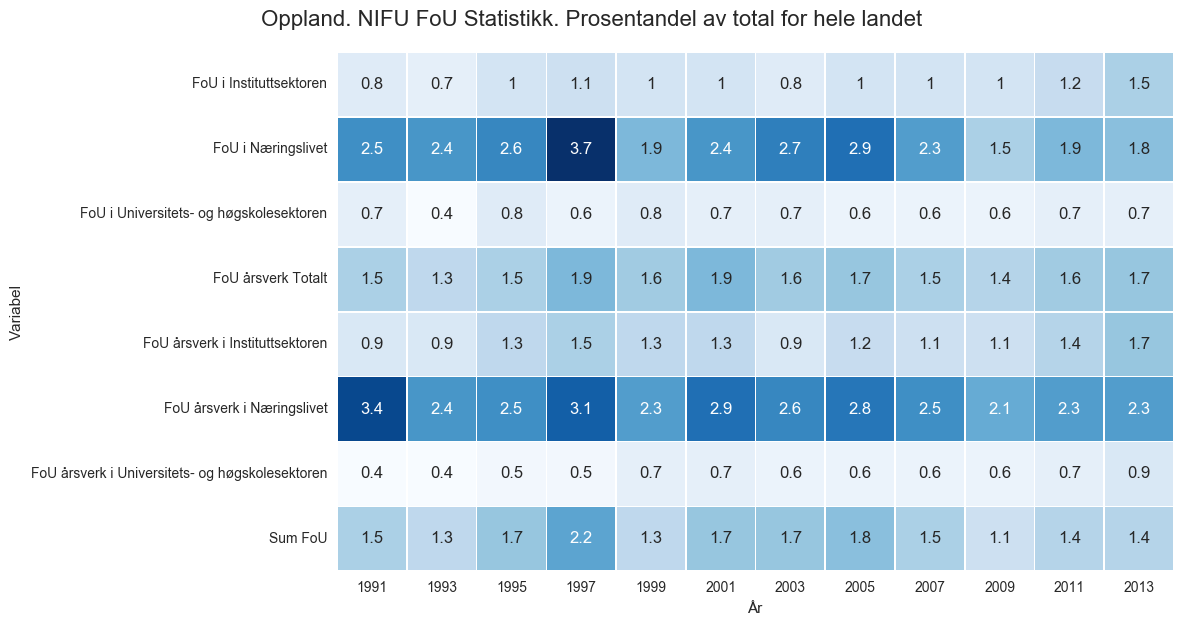 Oppland. NIFU FoU Statistikk. Prosentandel av total for hele landet
Variabel
FoU i Instituttsektoren 0.8 0.7 1 1.1 1 1 0.8 1 1 1 1.2 1.5
FoU i Næringslivet 2.5 2.4 2.6 3.7 1.9 2.4 2.7 2.9 2.3 1.5 1.9 1.8
FoU i Universitets- og høgskolesektoren 0.7 0.4 0.8 0.6 0.8 0.7 0.7 0.6 0.6 0.6 0.7 0.7
FoU årsverk Totalt 1.5 1.3 1.5 1.9 1.6 1.9 1.6 1.7 1.5 1.4 1.6 1.7
FoU årsverk i Instituttsektoren 0.9 0.9 1.3 1.5 1.3 1.3 0.9 1.2 1.1 1.1 1.4 1.7
FoU årsverk i Næringslivet 3.4 2.4 2.5 3.1 2.3 2.9 2.6 2.8 2.5 2.1 2.3 2.3
FoU årsverk i Universitets- og høgskolesektoren 0.4 0.4 0.5 0.5 0.7 0.7 0.6 0.6 0.6 0.6 0.7 0.9
Sum FoU 1.5 1.3 1.7 2.2 1.3 1.7 1.7 1.8 1.5 1.1 1.4 1.4
1991 1993 1995 1997 1999 2001 2003 2005 2007 2009 2011 2013
År